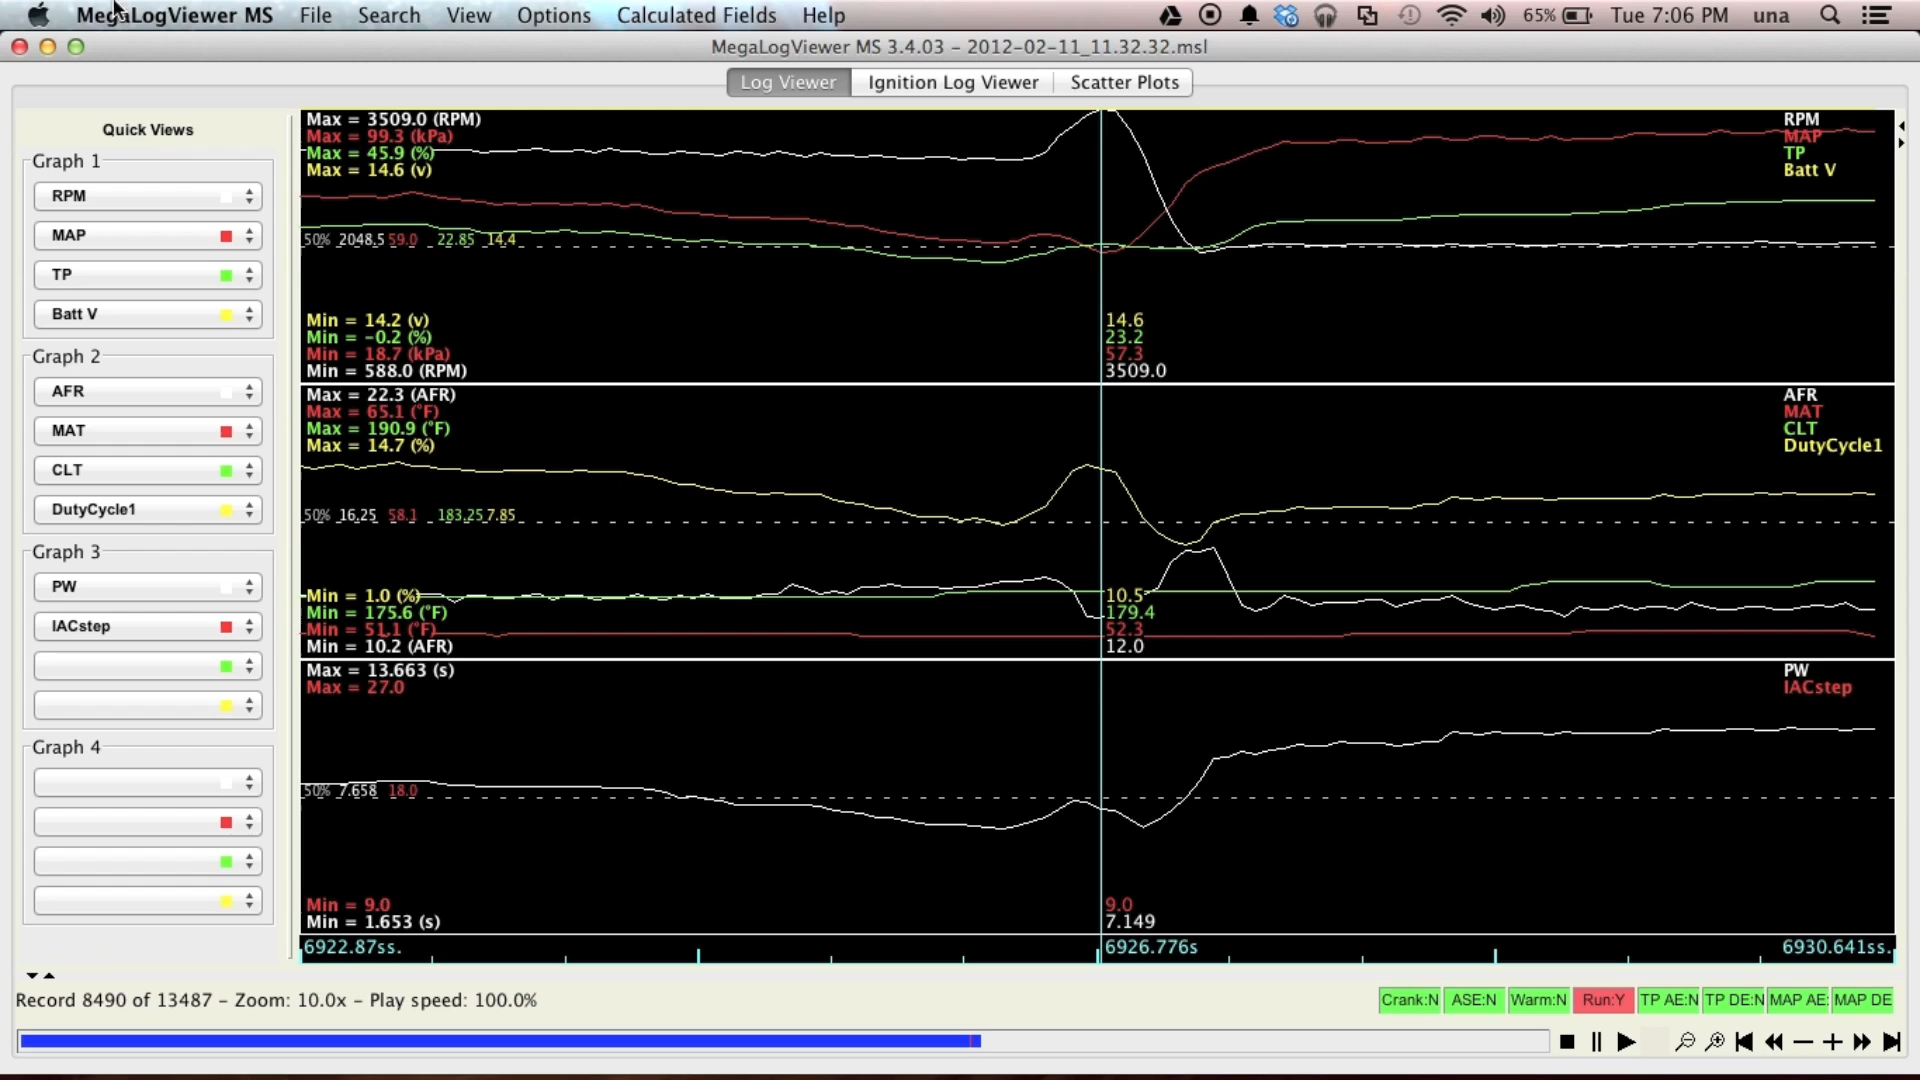 MegaLogViewer MS File Search View Options Calculated Fields Help 65% Tue 7:06 PM una
MegaLogViewer MS 3.4.03 – 2012-02-11_11.32.32.msl
Log Viewer Ignition Log Viewer Scatter Plots
Quick Views
Graph 1
RPM
MAP
TP
Batt V
Graph 2
AFR
MAT
CLT
DutyCycle1
Graph 3
PW
IACstep
Graph 4
Max = 3509.0 (RPM) RPM
Max = 99.3 (kPa) MAP
Max = 45.9 (%) TP
Max = 14.6 (v) Batt V
50% 2048.5 59.0 22.85 14.4
Min = 14.2 (v) 14.6
Min = -0.2 (%) 23.2
Min = 18.7 (kPa) 57.3
Min = 588.0 (RPM) 3509.0
Max = 22.3 (AFR) AFR
Max = 65.1 (°F) MAT
Max = 190.9 (°F) CLT
Max = 14.7 (%) DutyCycle1
50% 16.25 58.1 183.25 7.85
Min = 1.0 (%) 10.5
Min = 175.6 (°F) 179.4
Min = 51.1 (°F) 52.3
Min = 10.2 (AFR) 12.0
Max = 13.663 (s) PW
Max = 27.0 IACstep
50% 7.658 18.0
Min = 9.0 9.0
Min = 1.653 (s) 7.149
6922.87ss. 6926.776s 6930.641ss.
Record 8490 of 13487 – Zoom: 10.0x – Play speed: 100.0% Crank:N ASE:N Warm:N Run:Y TP AE:N TP DE:N MAP AE: MAP DE